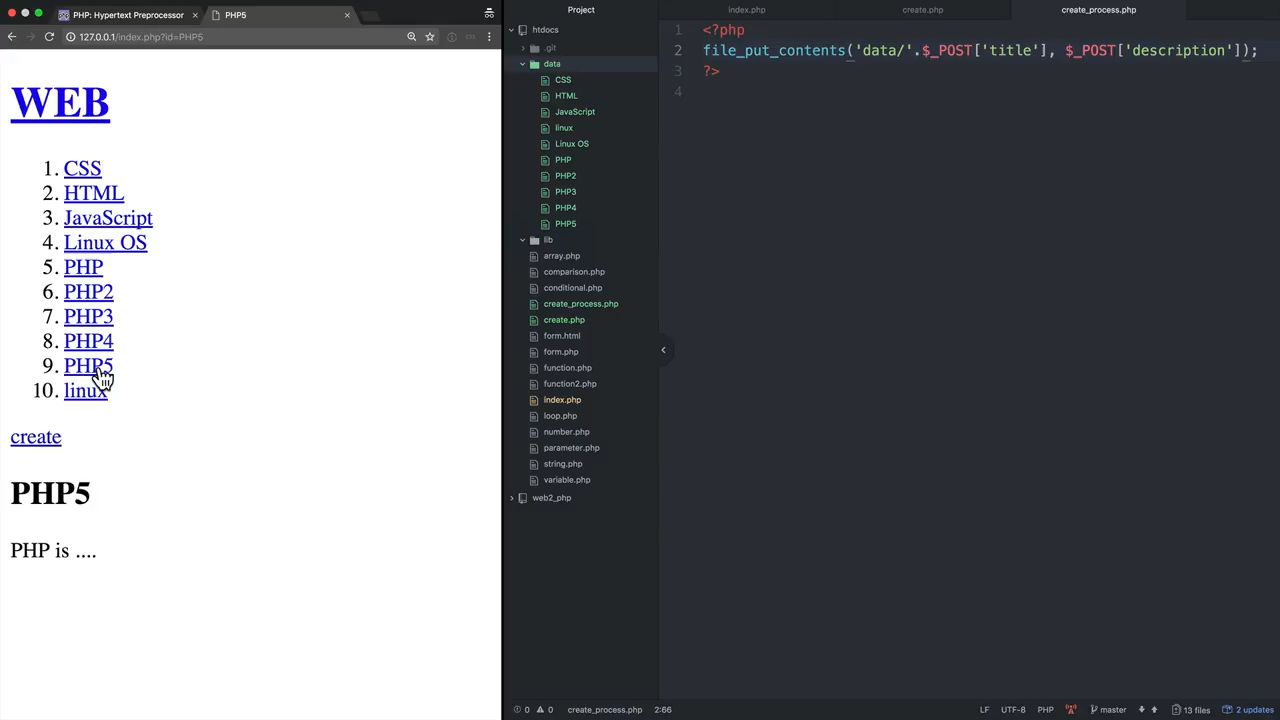 PHP: Hypertext Preprocessor
PHP5
127.0.0.1/index.php?id=PHP5
WEB
1. CSS
2. HTML
3. JavaScript
4. Linux OS
5. PHP
6. PHP2
7. PHP3
8. PHP4
9. PHP5
10. linux
create
PHP5
PHP is ....
Project
htdocs
.git
data
CSS
HTML
JavaScript
linux
Linux OS
PHP
PHP2
PHP3
PHP4
PHP5
lib
array.php
comparison.php
conditional.php
create_process.php
create.php
form.html
form.php
function.php
function2.php
index.php
loop.php
number.php
parameter.php
string.php
variable.php
web2_php
index.php
create.php
create_process.php
1 <?php
2 file_put_contents('data/'.$_POST['title'], $_POST['description']);
3 ?>
4
0 0 create_process.php 2:66
LF UTF-8 PHP master 13 files 2 updates